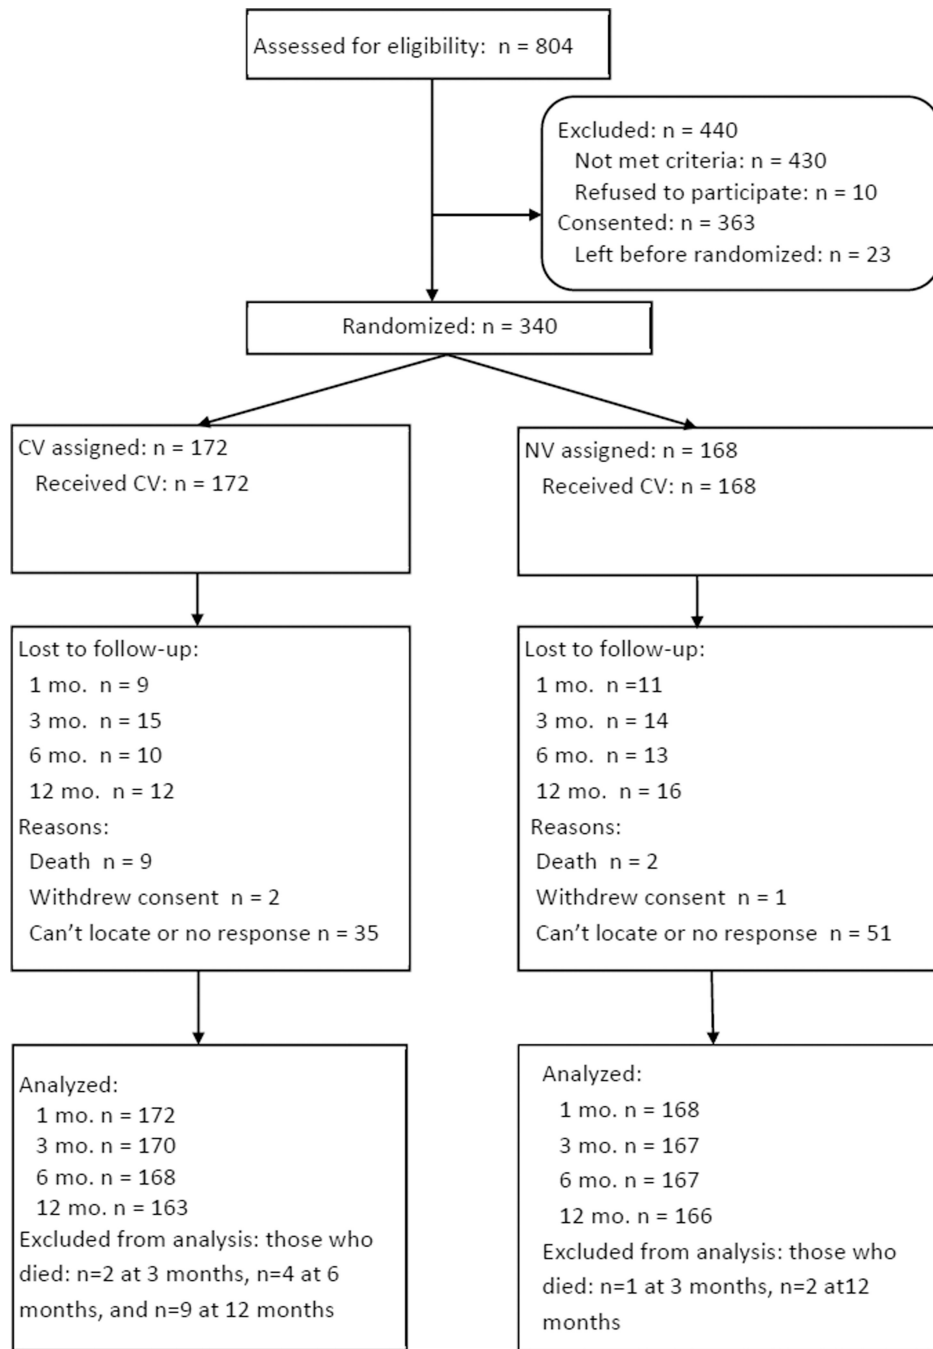 Assessed for eligibility: n = 804
Excluded: n = 440
Not met criteria: n = 430
Refused to participate: n = 10
Consented: n = 363
Left before randomized: n = 23
Randomized: n = 340
CV assigned: n = 172
Received CV: n = 172
NV assigned: n = 168
Received CV: n = 168
Lost to follow-up:
1 mo. n = 9
3 mo. n = 15
6 mo. n = 10
12 mo. n = 12
Reasons:
Death n = 9
Withdrew consent n = 2
Can't locate or no response n = 35
Lost to follow-up:
1 mo. n =11
3 mo. n = 14
6 mo. n = 13
12 mo. n = 16
Reasons:
Death n = 2
Withdrew consent n = 1
Can't locate or no response n = 51
Analyzed:
1 mo. n = 172
3 mo. n = 170
6 mo. n = 168
12 mo. n = 163
Excluded from analysis: those who
died: n=2 at 3 months, n=4 at 6
months, and n=9 at 12 months
Analyzed:
1 mo. n = 168
3 mo. n = 167
6 mo. n = 167
12 mo. n = 166
Excluded from analysis: those who
died: n=1 at 3 months, n=2 at12
months